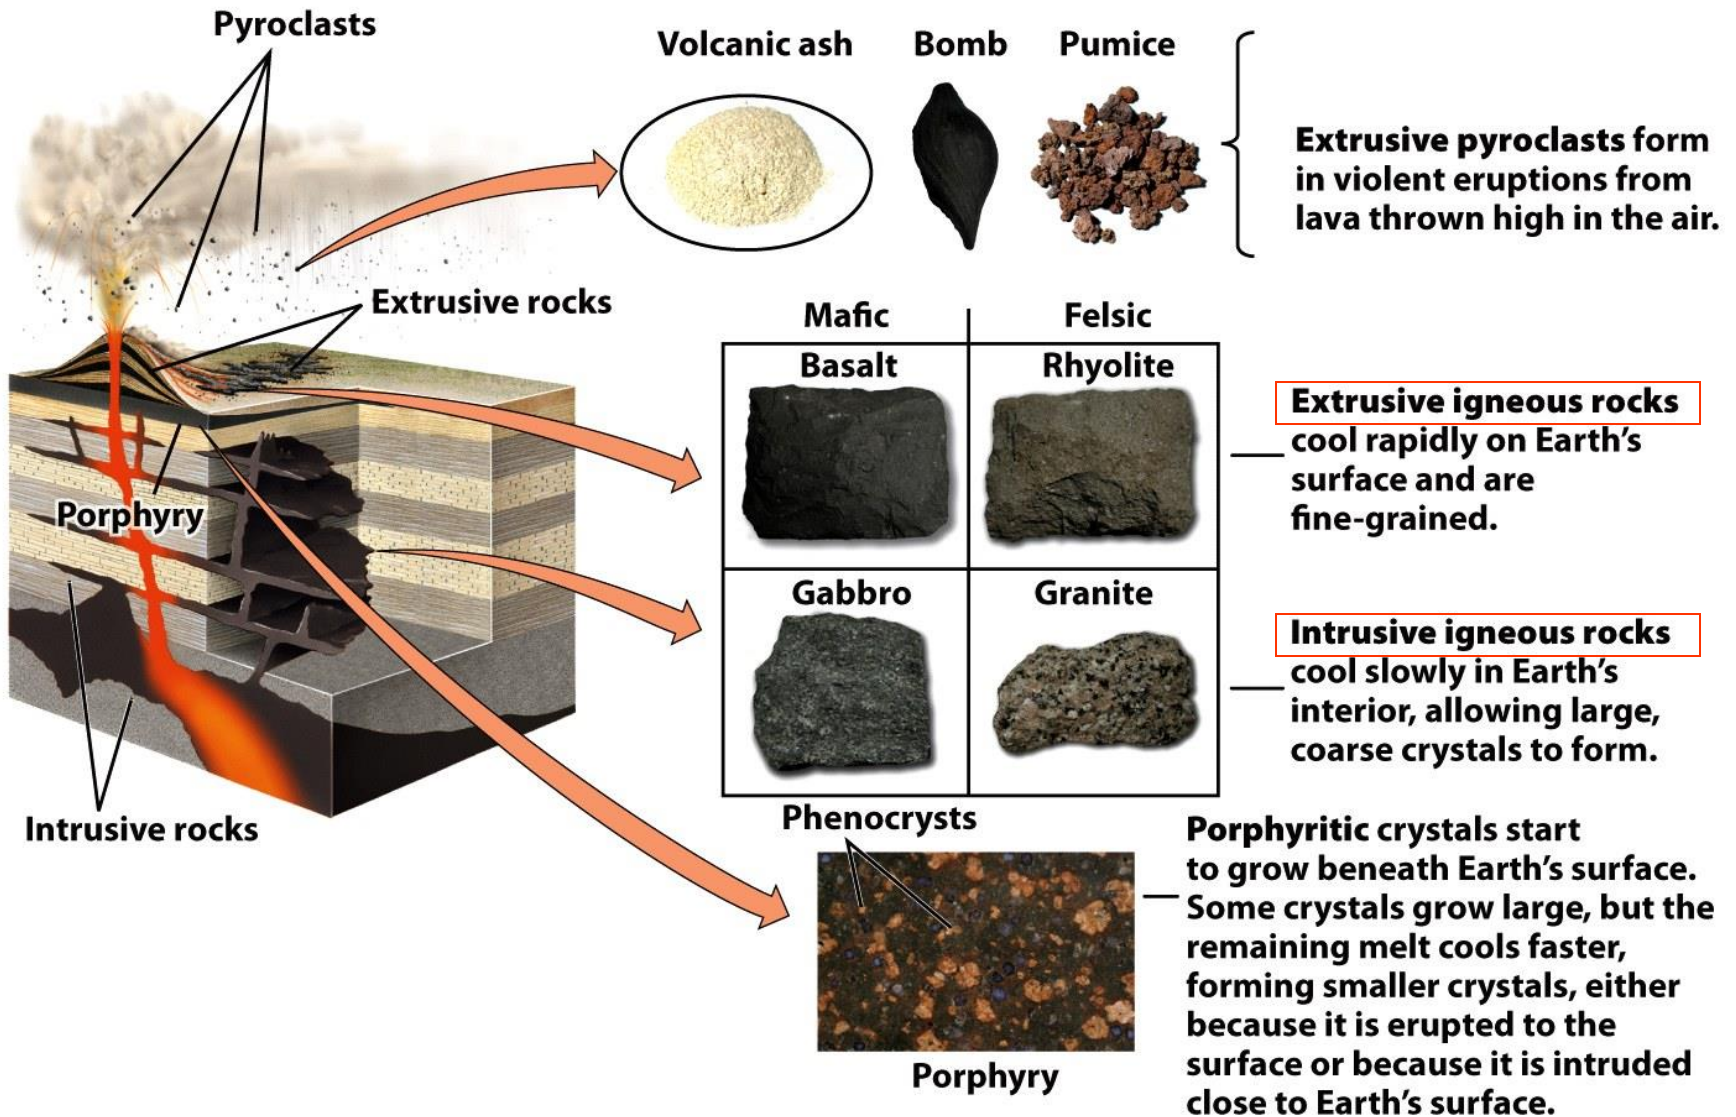 Pyroclasts
Volcanic ash
Bomb
Pumice
Extrusive pyroclasts form
in violent eruptions from
lava thrown high in the air.
Extrusive rocks
Mafic
Felsic
Basalt
Rhyolite
Extrusive igneous rocks
cool rapidly on Earth’s
surface and are
fine-grained.
Porphyry
Gabbro
Granite
Intrusive igneous rocks
cool slowly in Earth’s
interior, allowing large,
coarse crystals to form.
Intrusive rocks
Phenocrysts
Porphyritic crystals start
to grow beneath Earth’s surface.
Some crystals grow large, but the
remaining melt cools faster,
forming smaller crystals, either
because it is erupted to the
surface or because it is intruded
close to Earth’s surface.
Porphyry